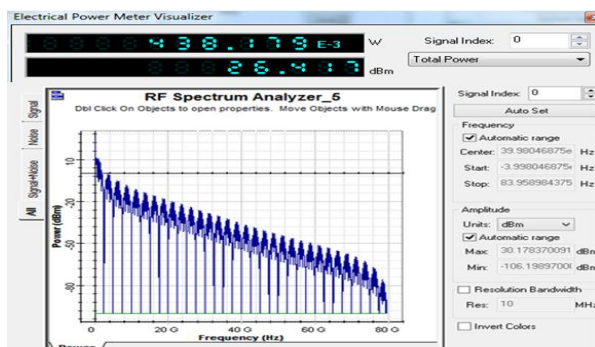 Electrical Power Meter Visualizer
438.179 E-3 W
Signal Index: 0
26.417 dBm
Total Power
RF Spectrum Analyzer_5
Dbl Click On Objects to open properties. Move Objects with Mouse Drag
Signal Index: 0
Auto Set
Frequency
Automatic range
Center: 39.98046875e Hz
Start: -3.998046875e Hz
Stop: 83.958984375 Hz
Amplitude
Units: dBm
Automatic range
Max: 30.178370091 dBm
Min: -106.1989700 dBm
Resolution Bandwidth
Res: 10 MHz
Invert Colors
Signal
Noise
Signal+Noise
All
Power (dBm)
10
-20
-50
-80
0 20 G 40 G 60 G 80 G
Frequency (Hz)
Power